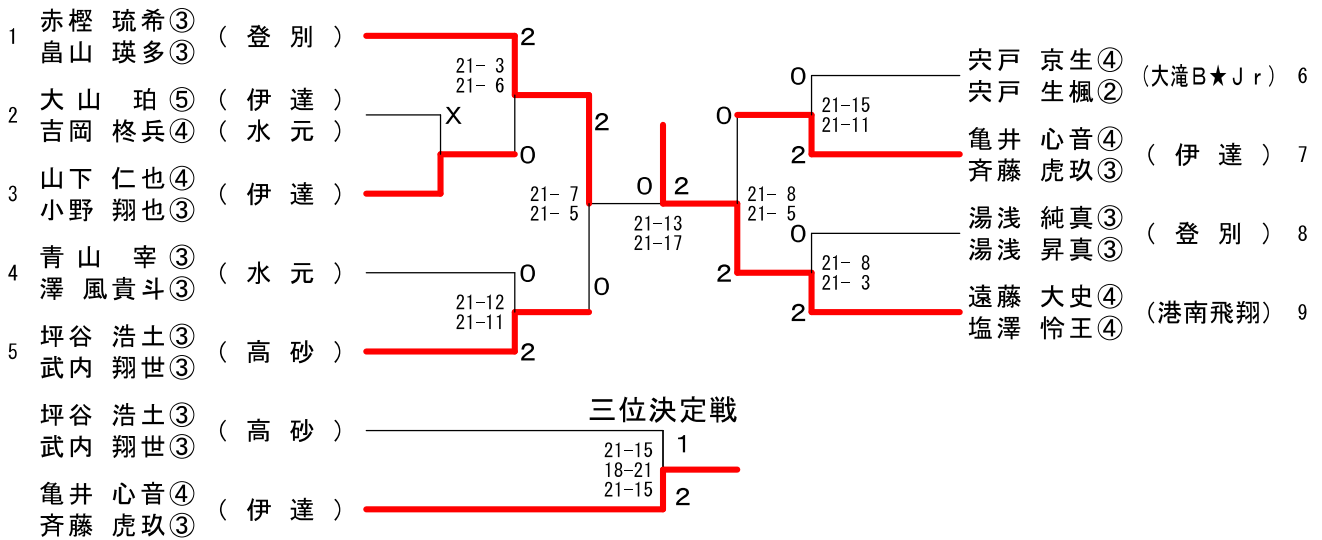 1 赤樫 琉希③ (登別)
畠山 瑛多③
2 大山 珀⑤ (伊達)
吉岡 柊兵④ (水元)
3 山下 仁也④ (伊達)
小野 翔也③
4 青山 宰③ (水元)
澤 風貴斗③
5 坪谷 浩土③ (高砂)
武内 翔世③
2
21- 3
21- 6
X
0
2
21- 7
21- 5
0
0
21-12
21-11
2
0 2
21-13
21-17
0
21- 8
21- 5
2
0
21-15
21-11
2
0
21- 8
21- 3
2
宍戸 京生④ (大滝B★Jr) 6
宍戸 生楓②
亀井 心音④ (伊達) 7
斉藤 虎玖③
湯浅 純真③ (登別) 8
湯浅 昇真③
遠藤 大史④ (港南飛翔) 9
塩澤 怜王④
三位決定戦
坪谷 浩土③ (高砂)
武内 翔世③
亀井 心音④ (伊達)
斉藤 虎玖③
1
21-15
18-21
21-15
2